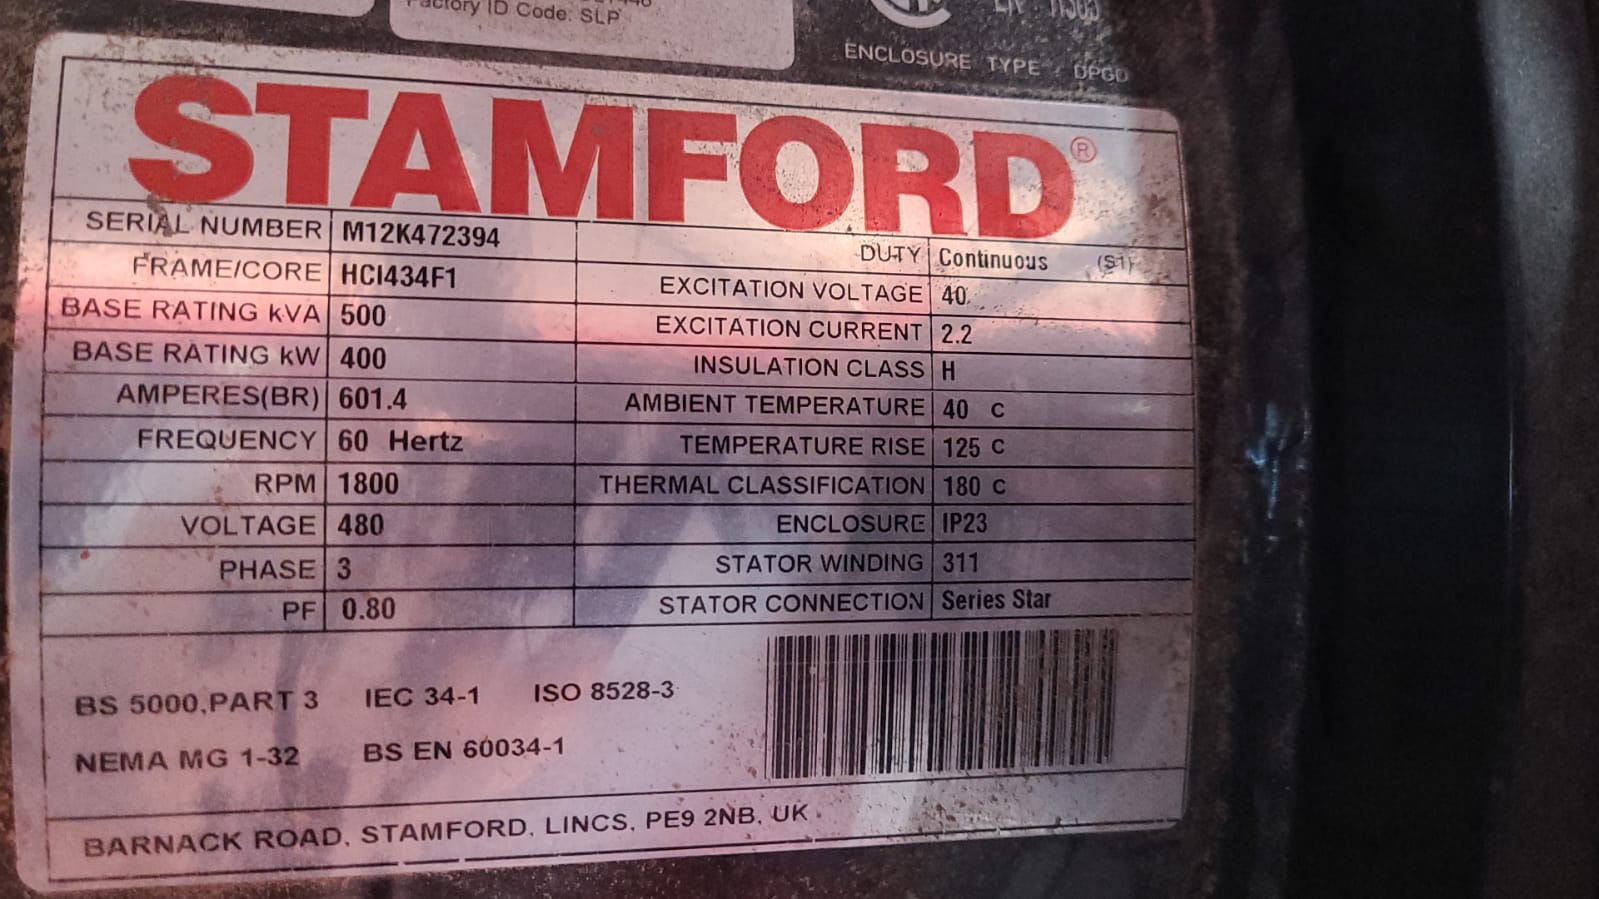 Factory ID Code: SLP
ENCLOSURE TYPE : DPGD
STAMFORD®
SERIAL NUMBER M12K472394
DUTY Continuous (S1)
FRAME/CORE HCI434F1
EXCITATION VOLTAGE 40
BASE RATING kVA 500
EXCITATION CURRENT 2.2
BASE RATING kW 400
INSULATION CLASS H
AMPERES(BR) 601.4
AMBIENT TEMPERATURE 40 C
FREQUENCY 60 Hertz
TEMPERATURE RISE 125 C
RPM 1800
THERMAL CLASSIFICATION 180 C
VOLTAGE 480
ENCLOSURE IP23
PHASE 3
STATOR WINDING 311
PF 0.80
STATOR CONNECTION Series Star
BS 5000,PART 3 IEC 34-1 ISO 8528-3
NEMA MG 1-32 BS EN 60034-1
BARNACK ROAD, STAMFORD, LINCS, PE9 2NB, UK.